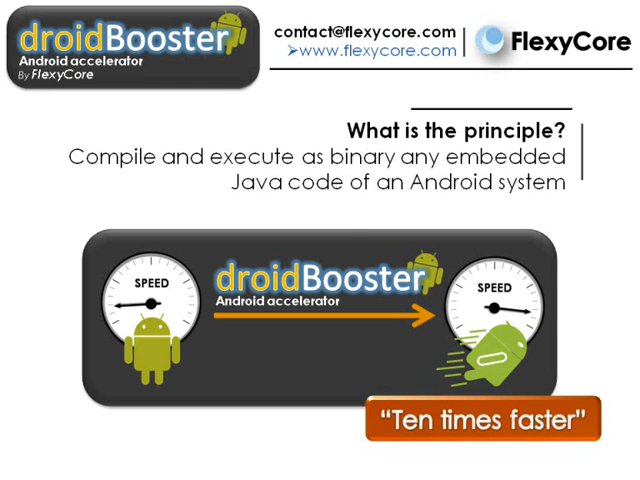 droidBooster
Android accelerator
By FlexyCore
contact@flexycore.com
➢www.flexycore.com
FlexyCore
What is the principle?
Compile and execute as binary any embedded
Java code of an Android system
SPEED
droidBooster
Android accelerator
SPEED
“Ten times faster”